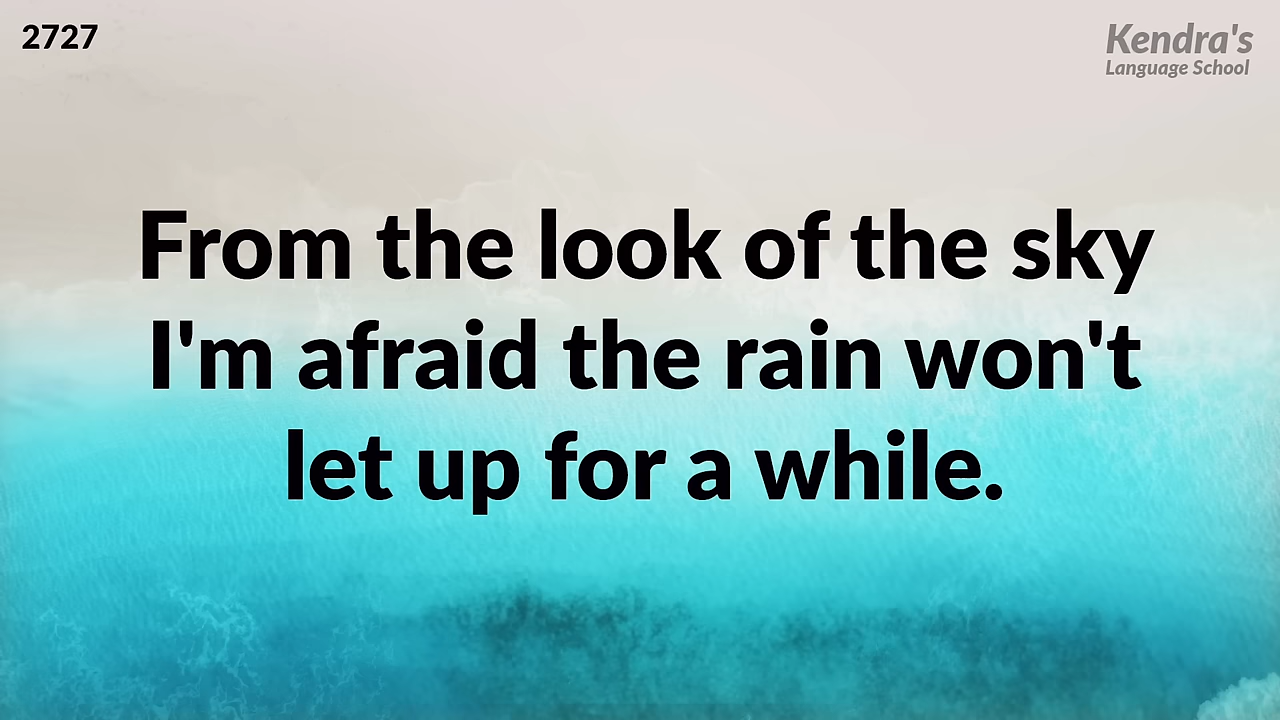 2727
Kendra's
Language School
From the look of the sky
I'm afraid the rain won't
let up for a while.